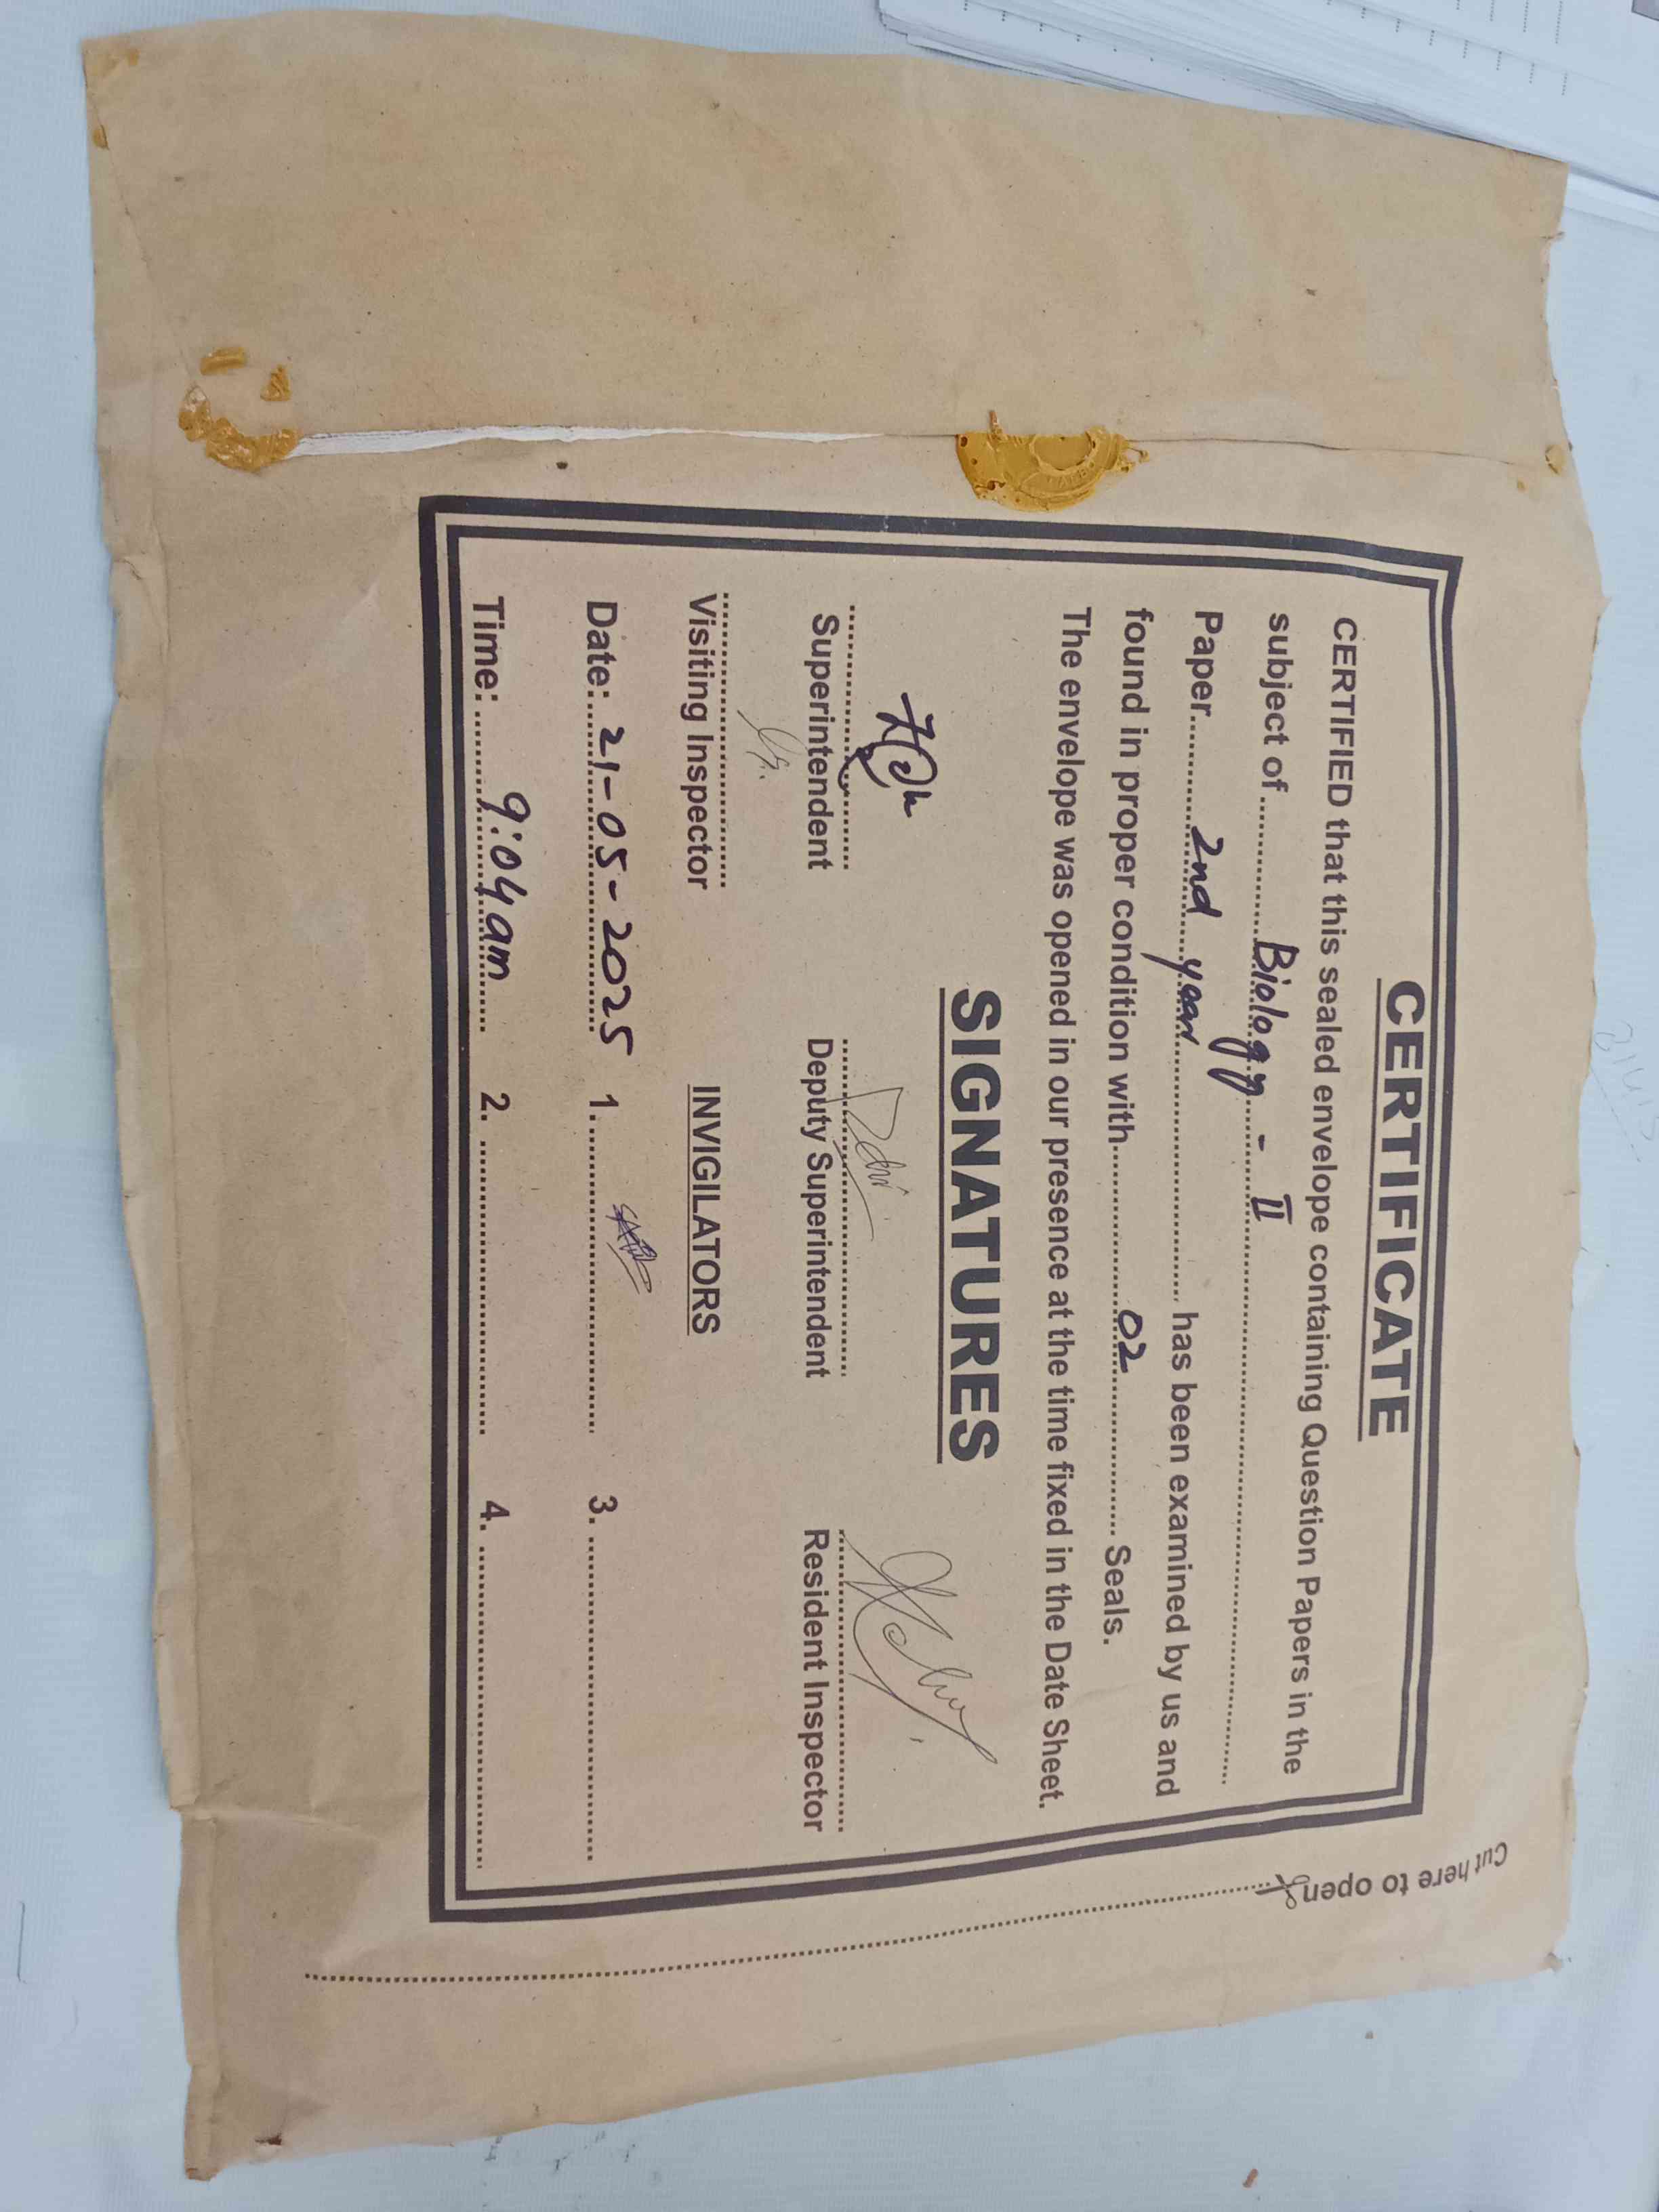 CERTIFICATE
CERTIFIED that this sealed envelope containing Question Papers in the
subject of............Biology - II............
Paper............2nd year............ has been examined by us and
found in proper condition with............02............ Seals.
The envelope was opened in our presence at the time fixed in the Date Sheet.
SIGNATURES
Superintendent Deputy Superintendent Resident Inspector
Visiting Inspector INVIGILATORS
Date: 21-05-2025 1. ............ 3. ............
Time: 9:04am 2. ............ 4. ............
Cut here to open